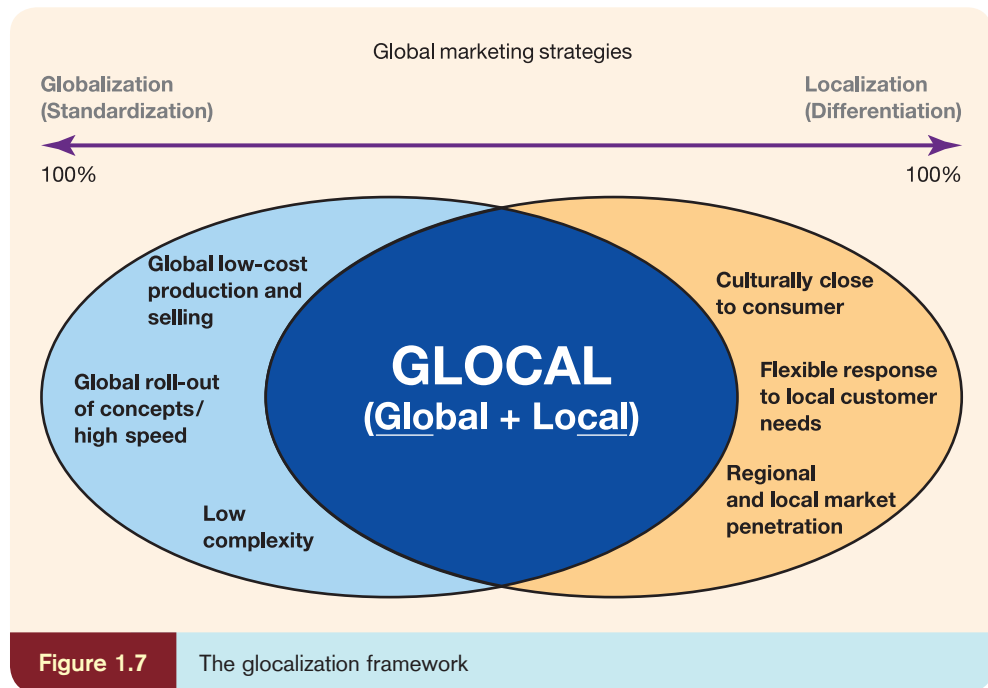 Global marketing strategies
Globalization
(Standardization)
Localization
(Differentiation)
100%
100%
Global low-cost
production and
selling
Global roll-out
of concepts/
high speed
Low
complexity
GLOCAL
(Global + Local)
Culturally close
to consumer
Flexible response
to local customer
needs
Regional
and local market
penetration
Figure 1.7
The glocalization framework